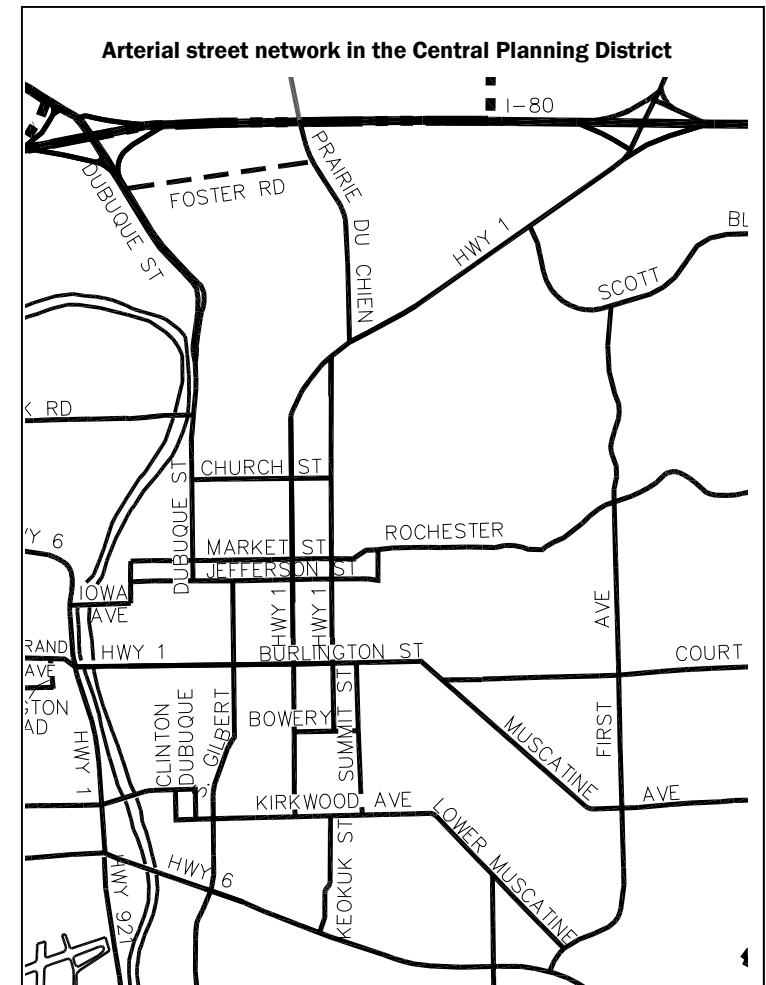 Arterial street network in the Central Planning District
I-80
PRAIRIE DU CHIEN
DUBUQUE ST
FOSTER RD
BL
HWY 1
SCOTT
K RD
CHURCH ST
DUBUQUE ST
ROCHESTER
Y 6
MARKET ST
JEFFERSON ST
IOWA
AVE
HWY 1
HWY 1
AVE
RAND
AVE
HWY 1
BURLINGTON ST
COURT
GTON
AD
CLINTON
DUBUQUE
S. GILBERT
BOWERY
SUMMIT ST
MUSCATINE AVE
FIRST
HWY 1
KIRKWOOD AVE
LOWER MUSCATINE
KEOKUK ST
HWY 6
HWY 921